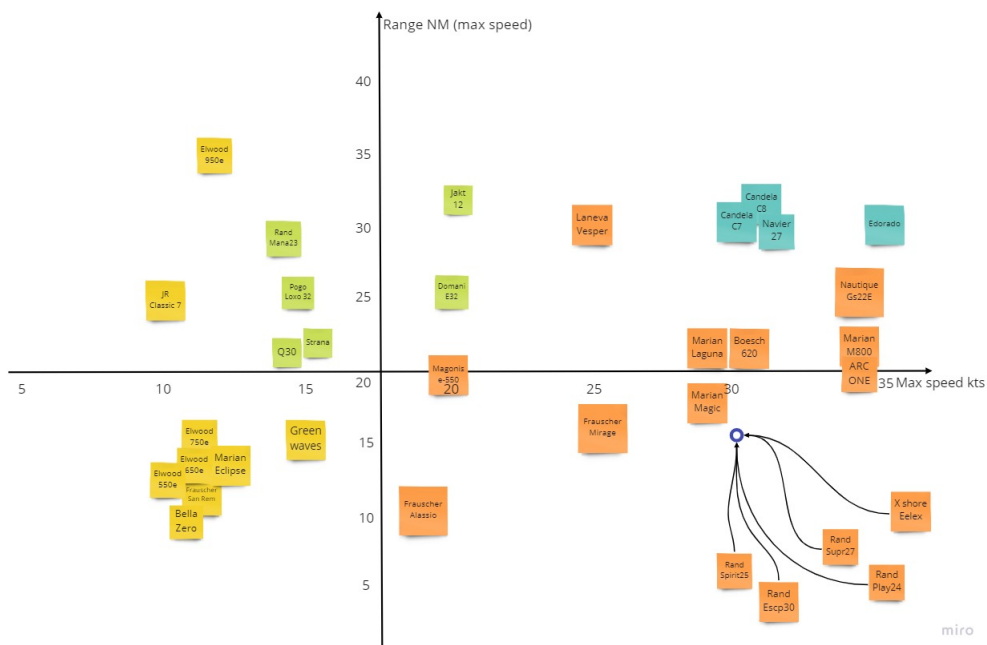 Range NM (max speed)
40
Elwood
950e
35
Jakt
12
Candela
C8
Candela
C7
Navier
27
Laneva
Vesper
Edorado
Rand
Mana23
30
JR
Classic 7
Pogo
Loxo 32
25
Domani
E32
Nautique
Gs22E
Q30
Strana
Marian
Laguna
Boesch
620
Marian
M800
Magonis
e-550
ARC
ONE
5
10
15
20
20
25
30
35 Max speed kts
Marian
Magic
Elwood
750e
Green
waves
15
Frauscher
Mirage
Elwood
650e
Marian
Eclipse
Elwood
550e
Frauscher
San Rem
Bella
Zero
10
Frauscher
Alassio
X shore
Eelex
Rand
Supr27
Rand
Spirit25
Rand
Play24
5
Rand
Escp30
miro